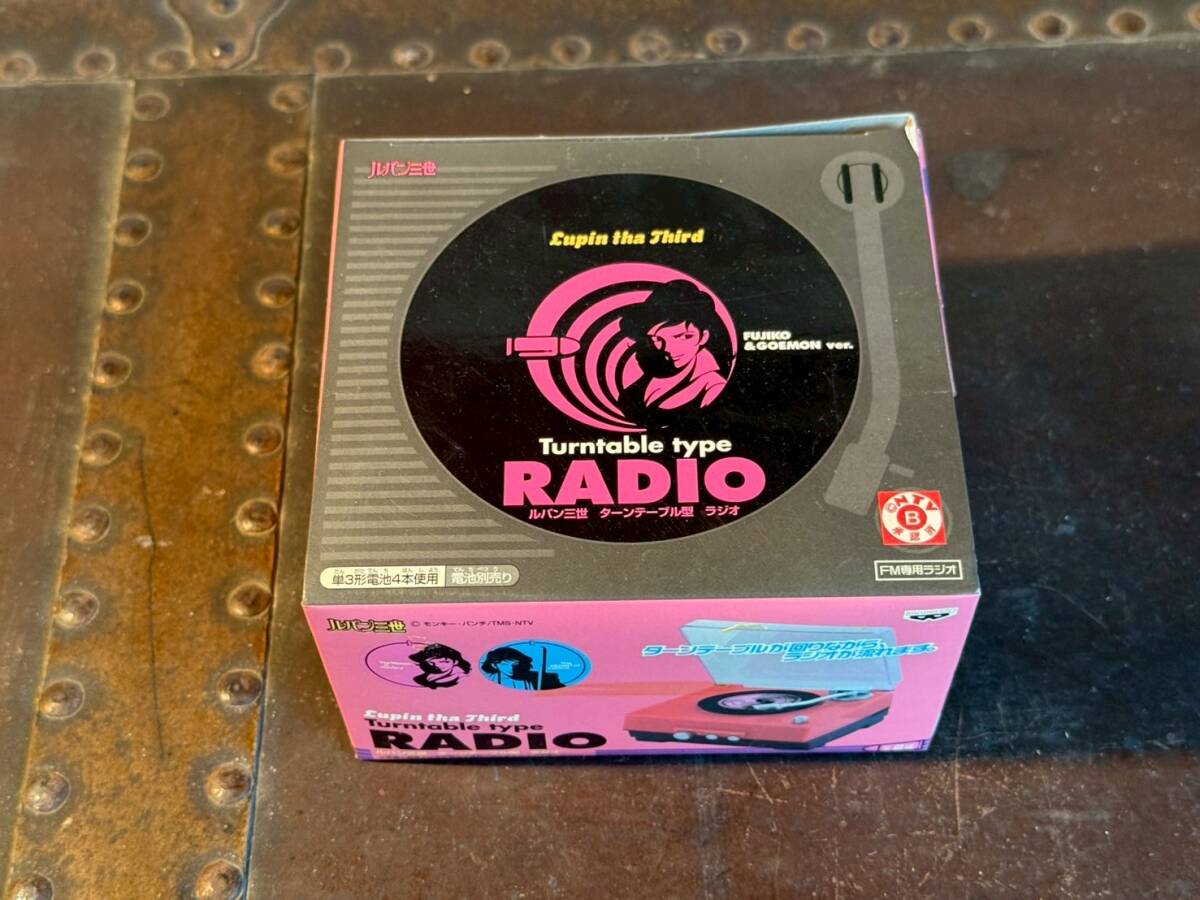 ルパン三世
Lupin tha Third
FUJIKO
&GOEMON ver.
Turntable type
RADIO
ルパン三世 ターンテーブル型 ラジオ
NTV
B
承認済
単3形電池4本使用 電池別売り
FM専用ラジオ
ルパン三世 © モンキー・パンチ/TMS・NTV
ターンテーブルが回りながら、
ラジオが流れます。
Lupin tha Third
Turntable type
RADIO